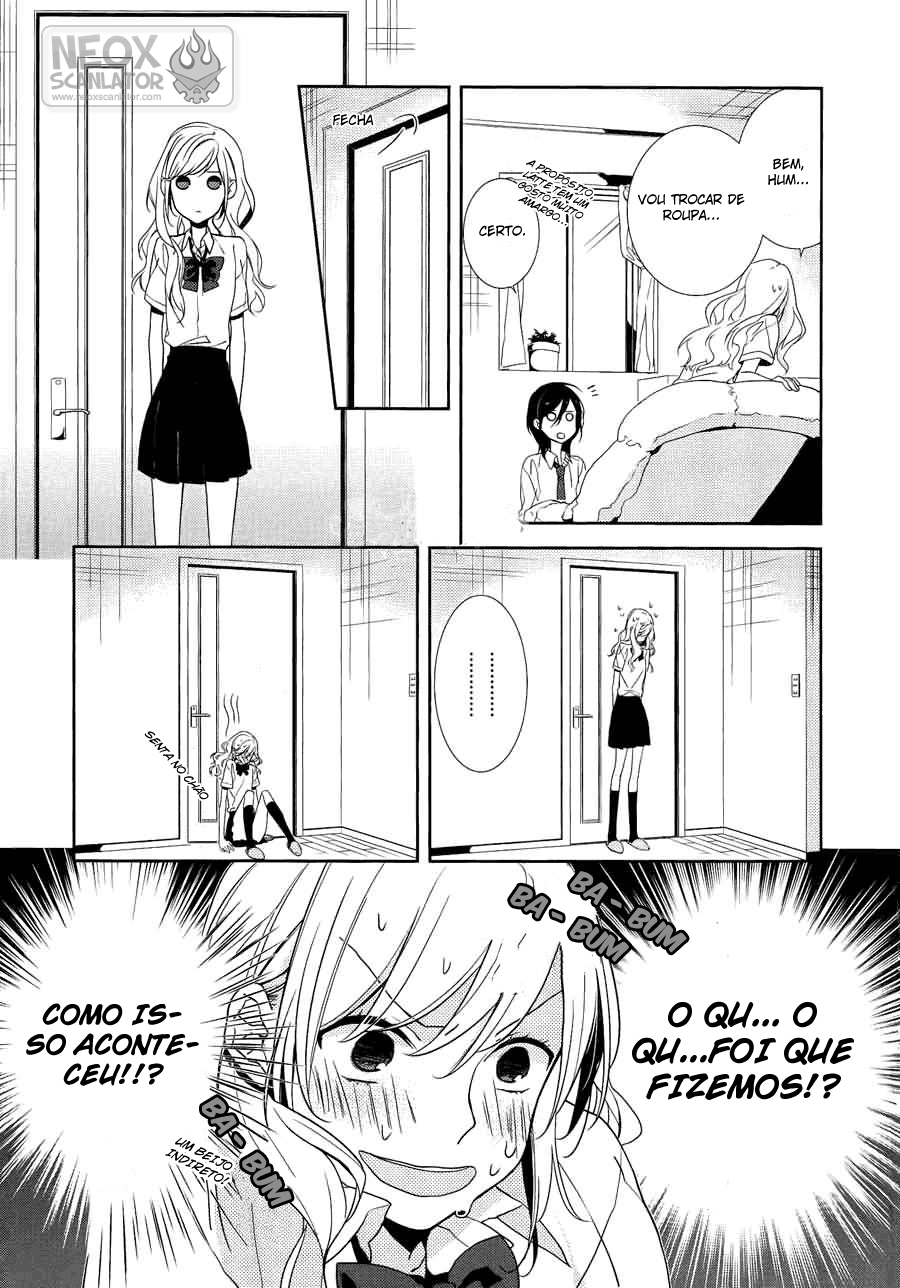 NEOX
SCANLATOR
www.neoxscanlator.com
BEM,
HUM...
VOU TROCAR DE
ROUPA...
A PROPÓSITO,
LATTE TEM UM
GOSTO MUITO
AMARGO...
CERTO.
FECHA
..........
..........
SENTA NO CHÃO
BA - BUM
BA - BUM
O QU... O
QU...FOI QUE
FIZEMOS!?
COMO IS-
SO ACONTE-
CEU!!!?
BA - BUM
UM BEIJO
INDIRETO!